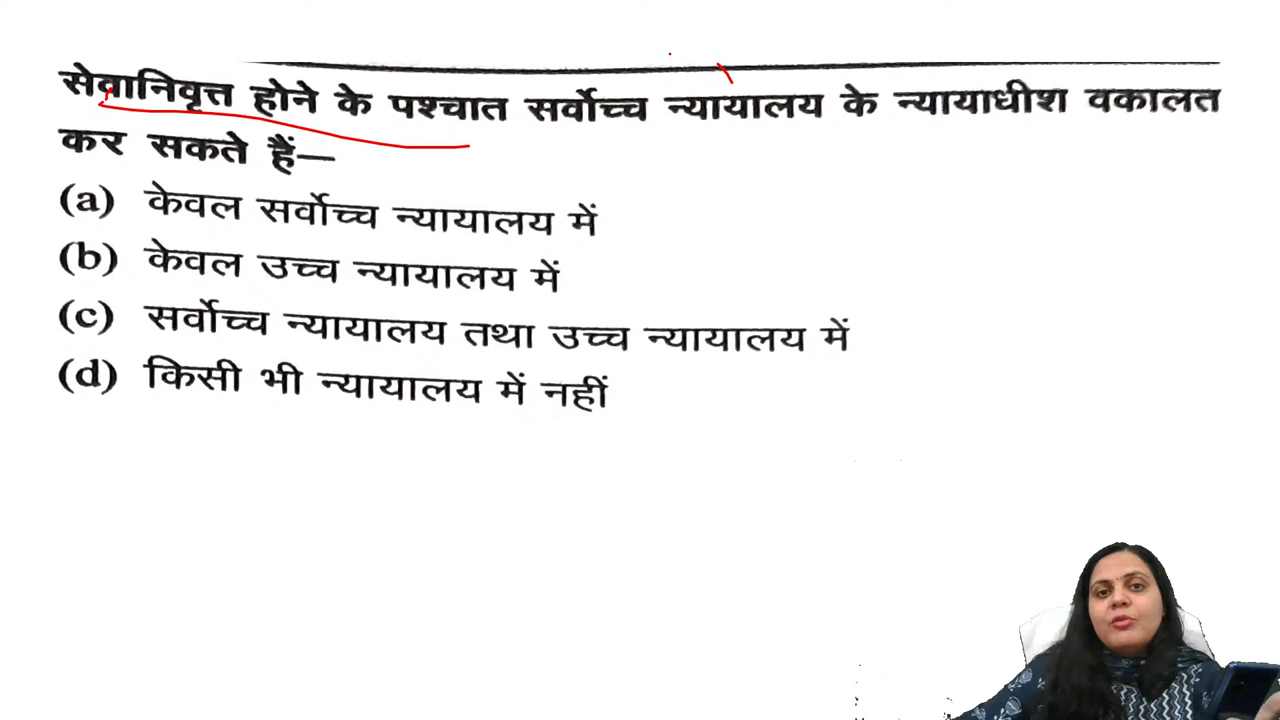 सेवानिवृत्त होने के पश्चात सर्वोच्च न्यायालय के न्यायाधीश वकालत
कर सकते हैं—
(a) केवल सर्वोच्च न्यायालय में
(b) केवल उच्च न्यायालय में
(c) सर्वोच्च न्यायालय तथा उच्च न्यायालय में
(d) किसी भी न्यायालय में नहीं